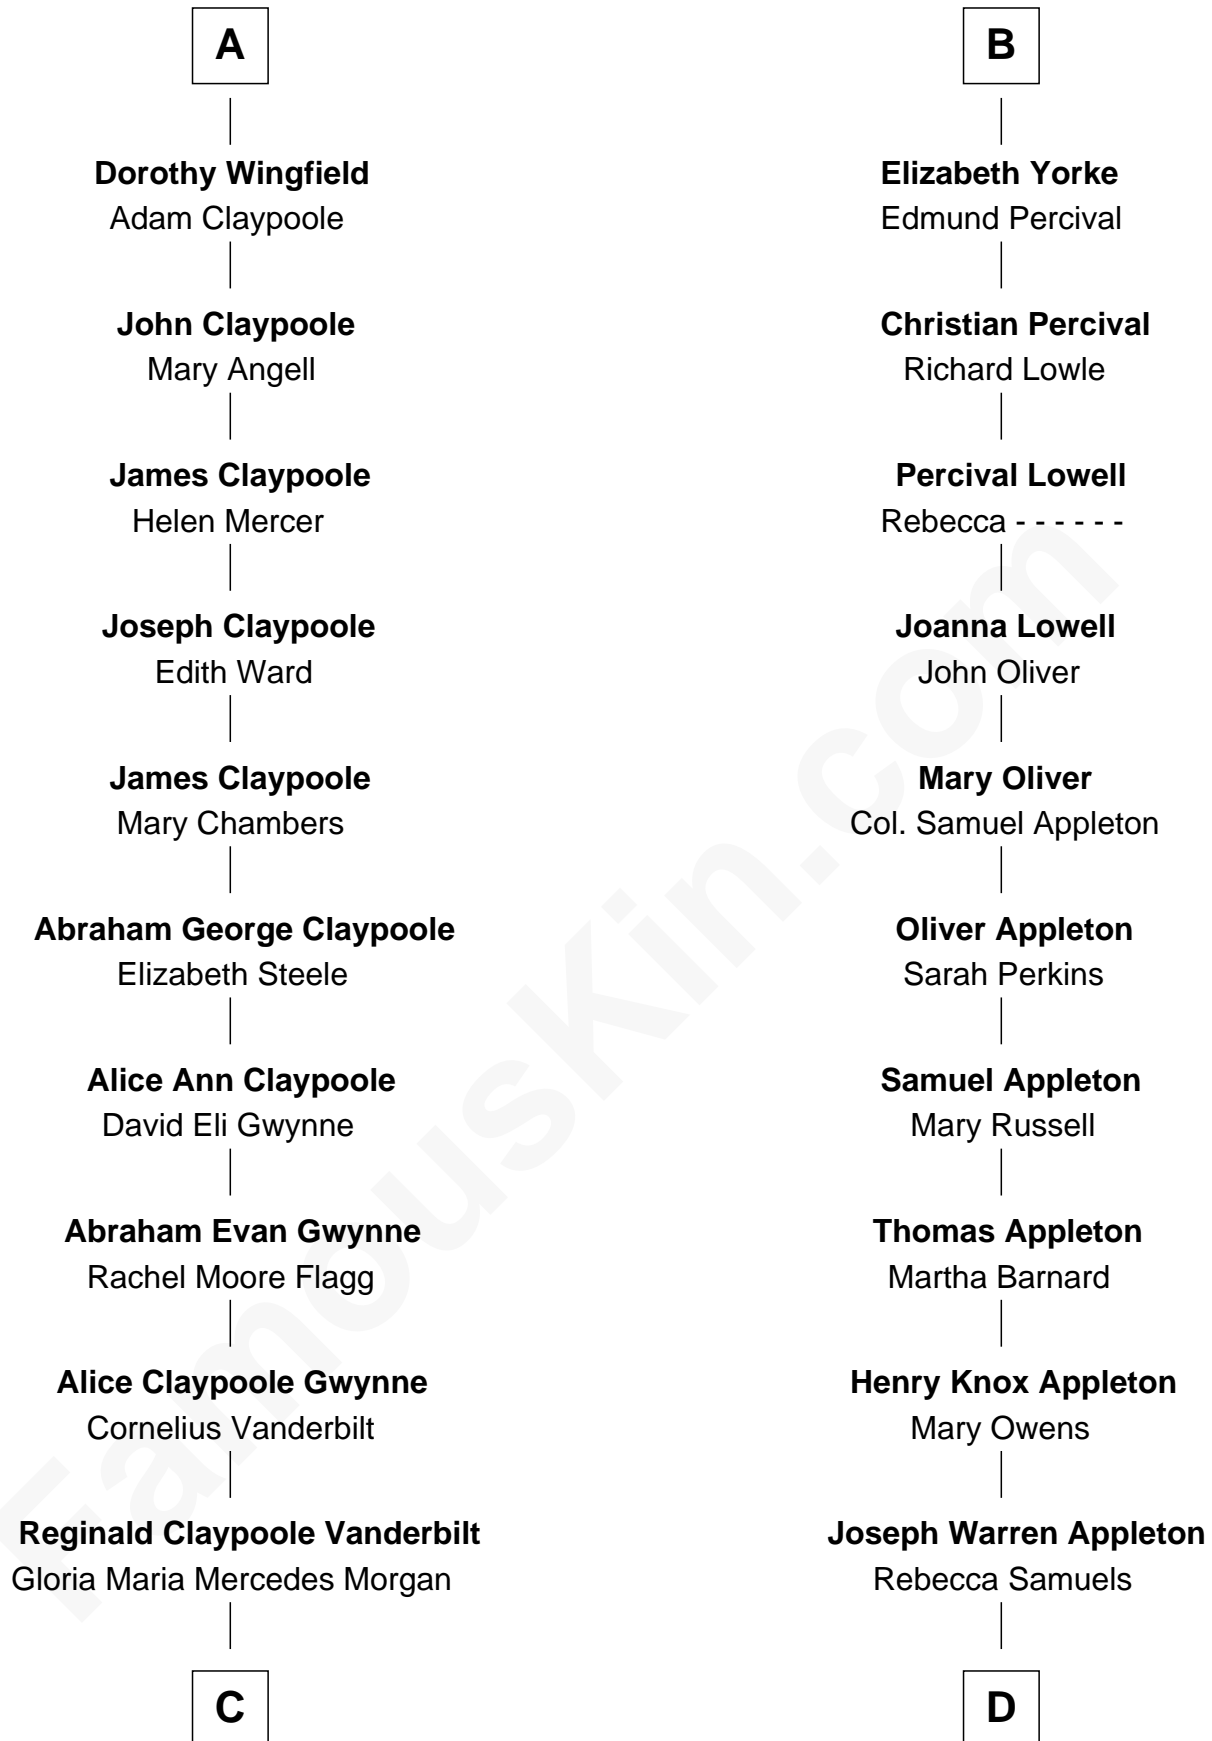 A
Dorothy Wingfield
Adam Claypoole
John Claypoole
Mary Angell
James Claypoole
Helen Mercer
Joseph Claypoole
Edith Ward
James Claypoole
Mary Chambers
Abraham George Claypoole
Elizabeth Steele
Alice Ann Claypoole
David Eli Gwynne
Abraham Evan Gwynne
Rachel Moore Flagg
Alice Claypoole Gwynne
Cornelius Vanderbilt
Reginald Claypoole Vanderbilt
Gloria Maria Mercedes Morgan
C
B
Elizabeth Yorke
Edmund Percival
Christian Percival
Richard Lowle
Percival Lowell
Rebecca - - - - - -
Joanna Lowell
John Oliver
Mary Oliver
Col. Samuel Appleton
Oliver Appleton
Sarah Perkins
Samuel Appleton
Mary Russell
Thomas Appleton
Martha Barnard
Henry Knox Appleton
Mary Owens
Joseph Warren Appleton
Rebecca Samuels
D
FamousKin.com